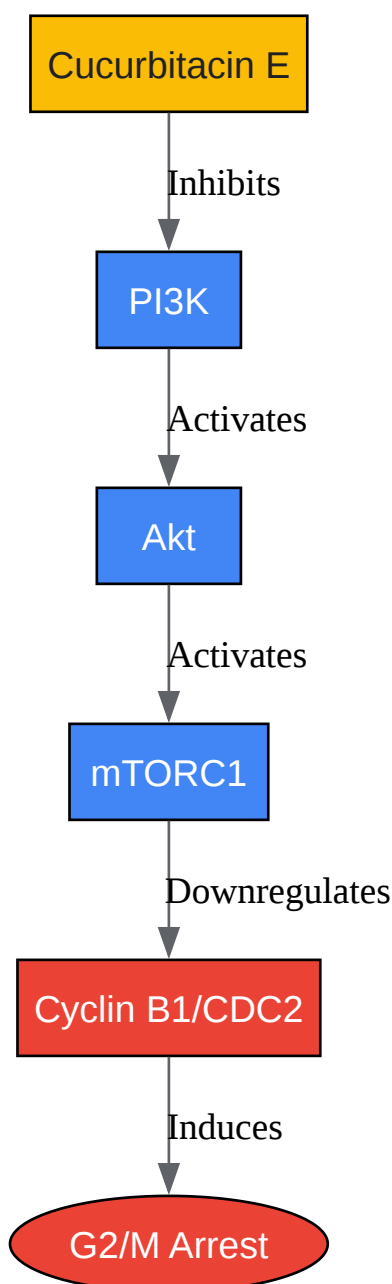 Cucurbitacin E
Inhibits
PI3K
Activates
Akt
Activates
mTORC1
Downregulates
Cyclin B1/CDC2
Induces
G2/M Arrest